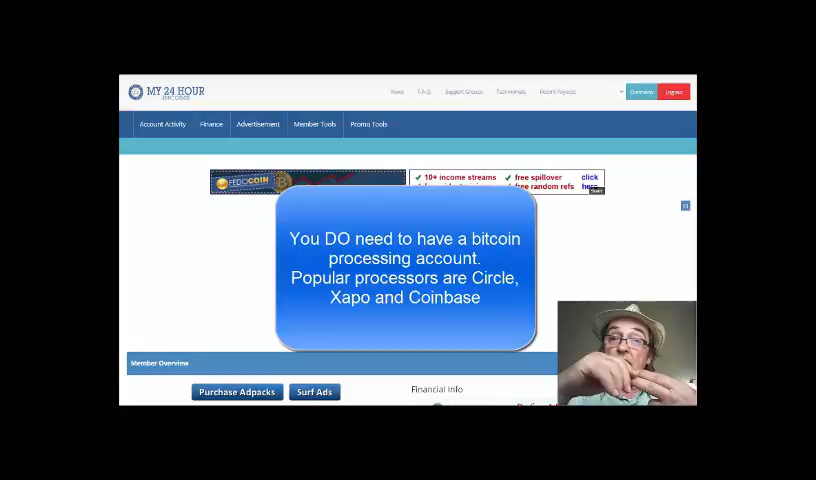 MY 24 HOUR
INCOME
News F.A.Q. Support Groups Testimonials Recent Payouts
Overview Logout
Account Activity Finance Advertisement Member Tools Promo Tools
FEDOCOIN
10+ income streams free spillover click
free random refs here
You DO need to have a bitcoin
processing account.
Popular processors are Circle,
Xapo and Coinbase
Member Overview
Purchase Adpacks Surf Ads Financial Info